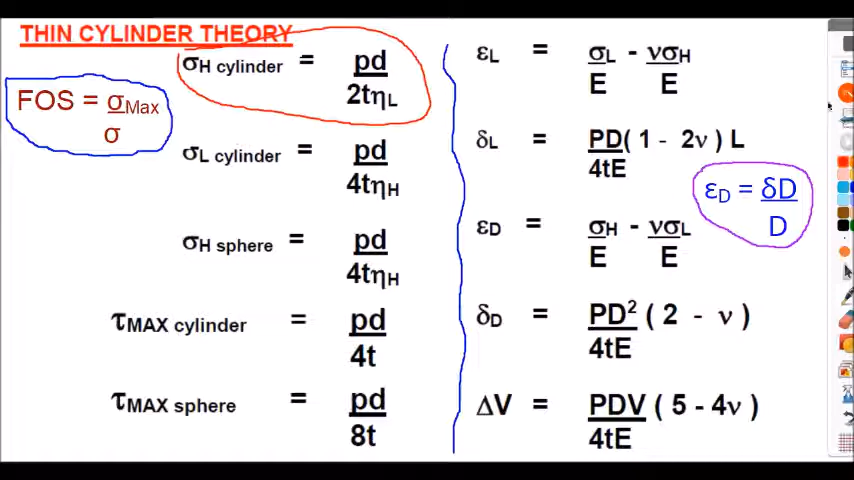 THIN CYLINDER THEORY
σH cylinder = pd
2tηL
FOS = σMax
σ
σL cylinder = pd
4tηH
σH sphere = pd
4tηH
τMAX cylinder = pd
4t
τMAX sphere = pd
8t
εL = σL - νσH
E E
δL = PD( 1 - 2ν ) L
4tE
εD = δD
D
εD = σH - νσL
E E
δD = PD² ( 2 - ν )
4tE
ΔV = PDV ( 5 - 4ν )
4tE